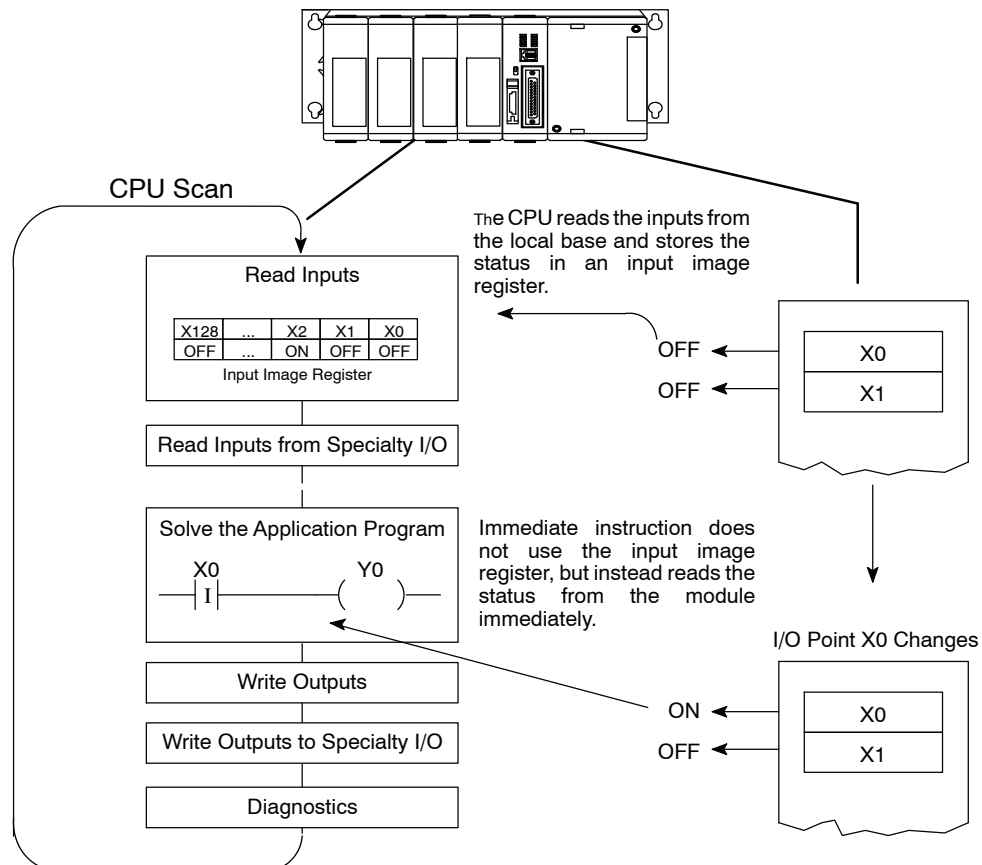 CPU Scan
The CPU reads the inputs from
the local base and stores the
status in an input image
register.
Read Inputs
X128 ... X2 X1 X0
OFF ... ON OFF OFF
Input Image Register
OFF
OFF
X0
X1
Read Inputs from Specialty I/O
Solve the Application Program
X0 Y0
I
Immediate instruction does
not use the input image
register, but instead reads the
status from the module
immediately.
I/O Point X0 Changes
ON
OFF
X0
X1
Write Outputs
Write Outputs to Specialty I/O
Diagnostics